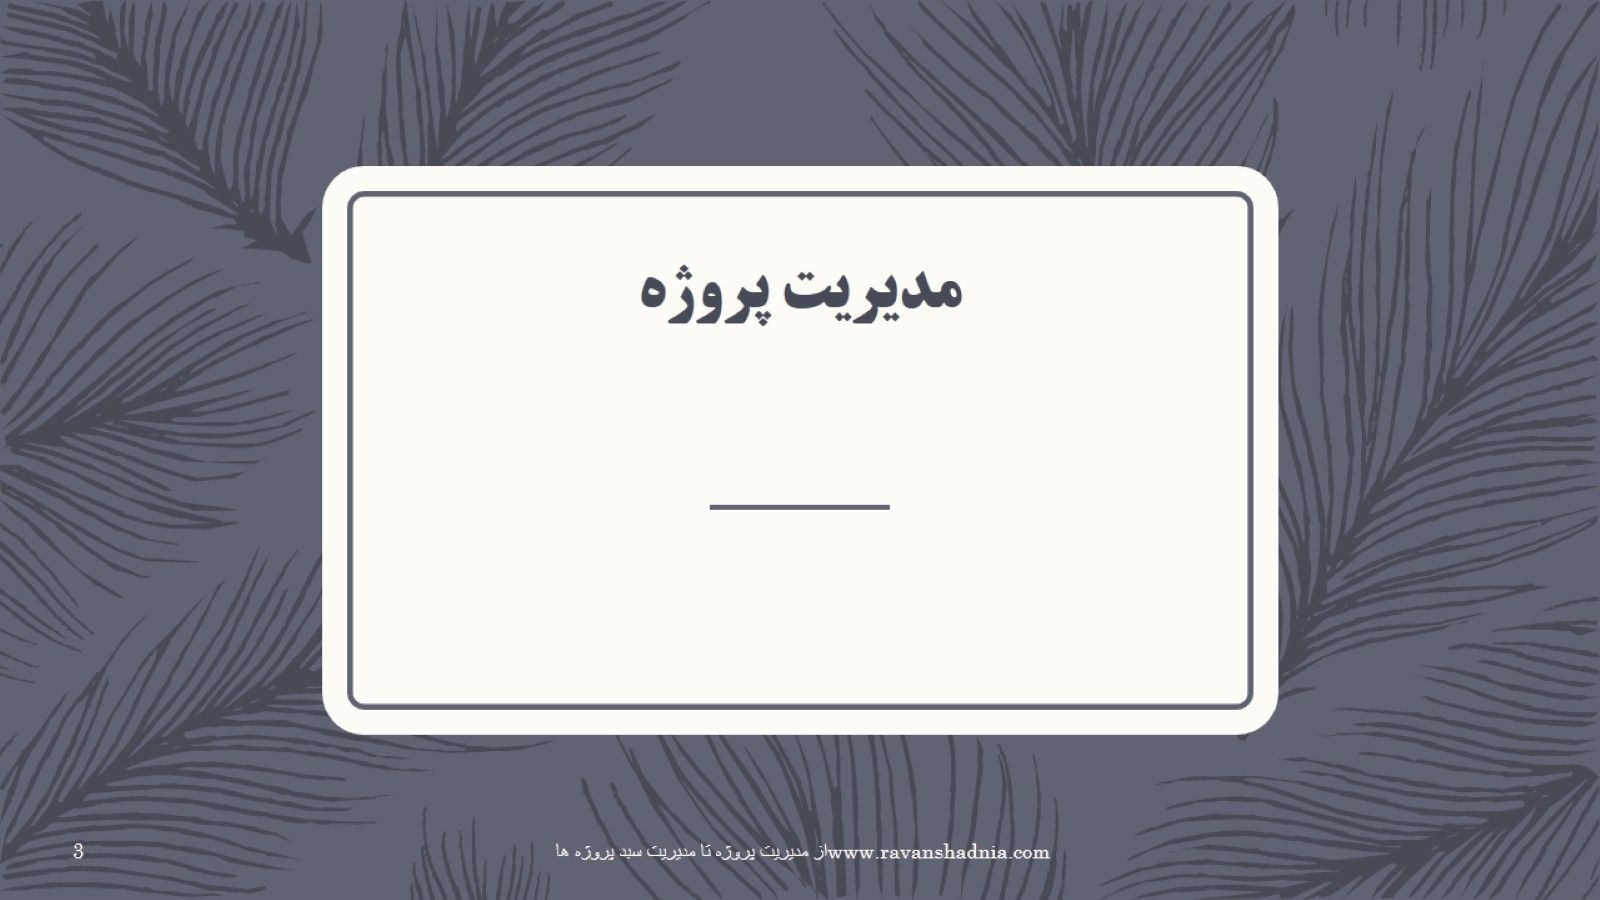 مدیریت پروژه
www.ravanshadnia.comاز مدیریت پروژه تا مدیریت سبد پروژه ها
3